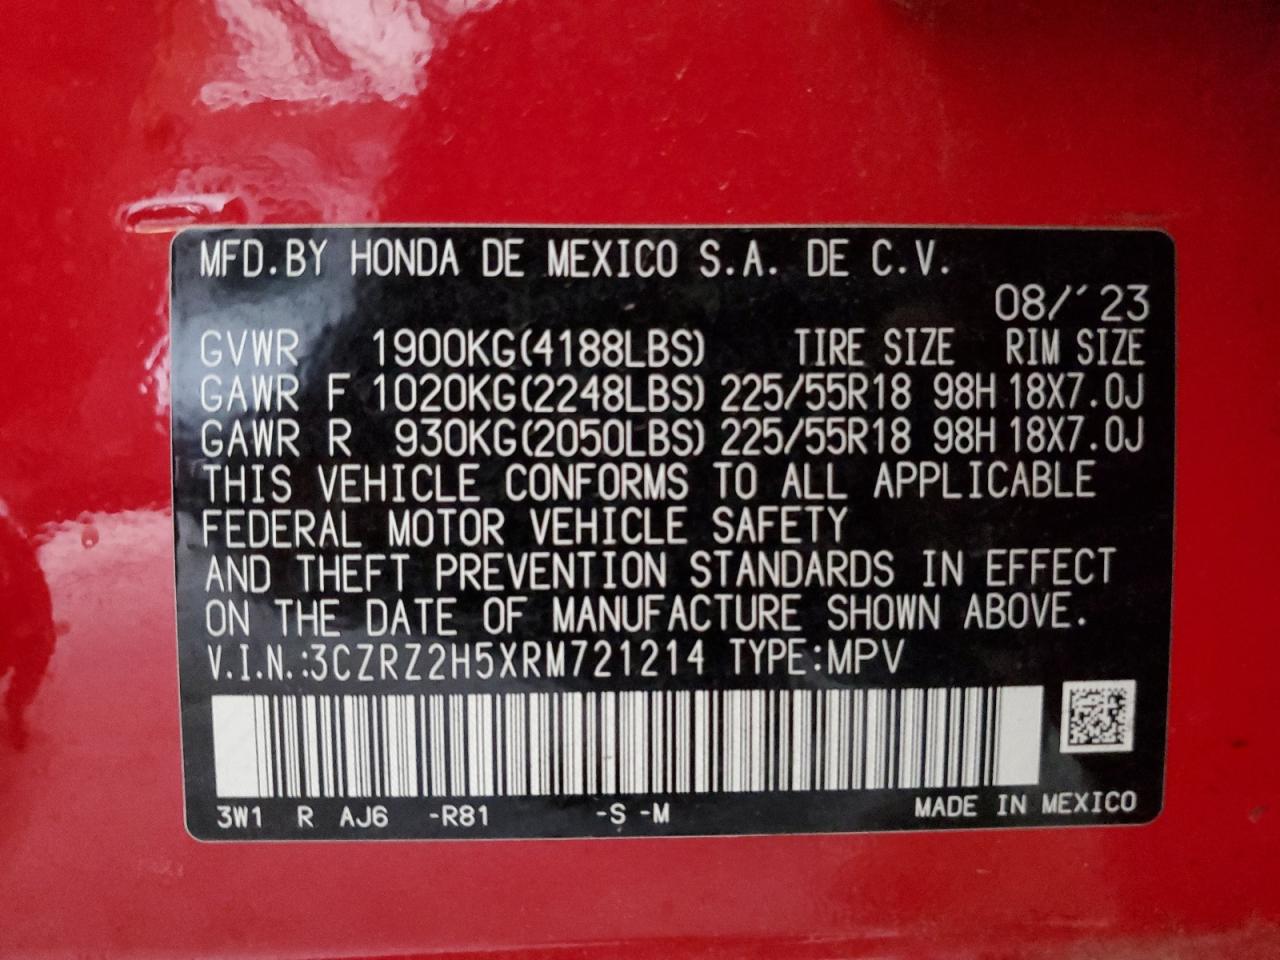 MFD.BY HONDA DE MEXICO S.A. DE C.V.
08/´23
GVWR 1900KG(4188LBS) TIRE SIZE RIM SIZE
GAWR F 1020KG(2248LBS) 225/55R18 98H 18X7.0J
GAWR R 930KG(2050LBS) 225/55R18 98H 18X7.0J
THIS VEHICLE CONFORMS TO ALL APPLICABLE
FEDERAL MOTOR VEHICLE SAFETY
AND THEFT PREVENTION STANDARDS IN EFFECT
ON THE DATE OF MANUFACTURE SHOWN ABOVE.
V.I.N.:3CZRZ2H5XRM721214 TYPE:MPV
3W1 R AJ6 -R81 -S -M MADE IN MEXICO